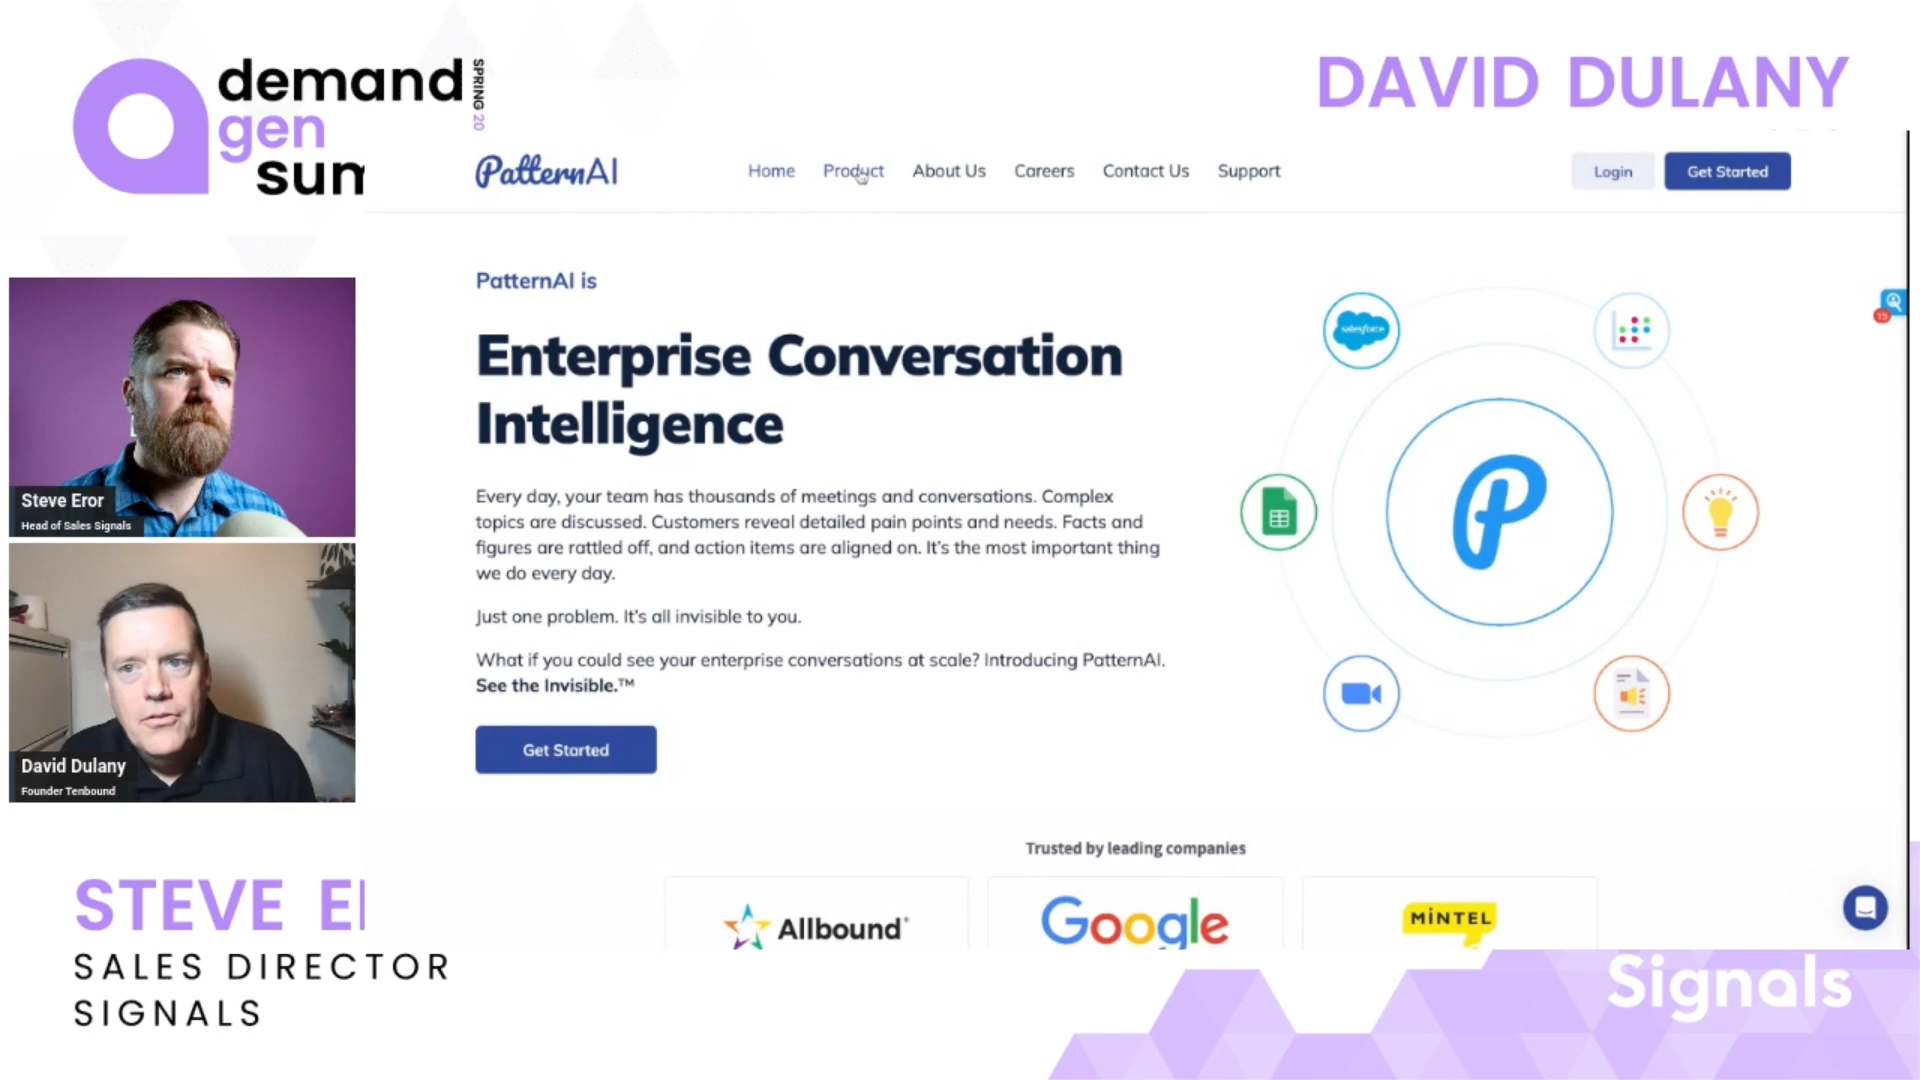 demand
gen
sum
SPRING 20
DAVID DULANY
PatternAI
Home Product About Us Careers Contact Us Support
Login
Get Started
PatternAI is
Enterprise Conversation
Intelligence
Every day, your team has thousands of meetings and conversations. Complex
topics are discussed. Customers reveal detailed pain points and needs. Facts and
figures are rattled off, and action items are aligned on. It's the most important thing
we do every day.
Just one problem. It's all invisible to you.
What if you could see your enterprise conversations at scale? Introducing PatternAI.
See the Invisible.™
Get Started
salesforce
15
Steve Eror
Head of Sales Signals
David Dulany
Founder Tenbound
Trusted by leading companies
Allbound
Google
MiNTEL
STEVE E
SALES DIRECTOR
SIGNALS
Signals